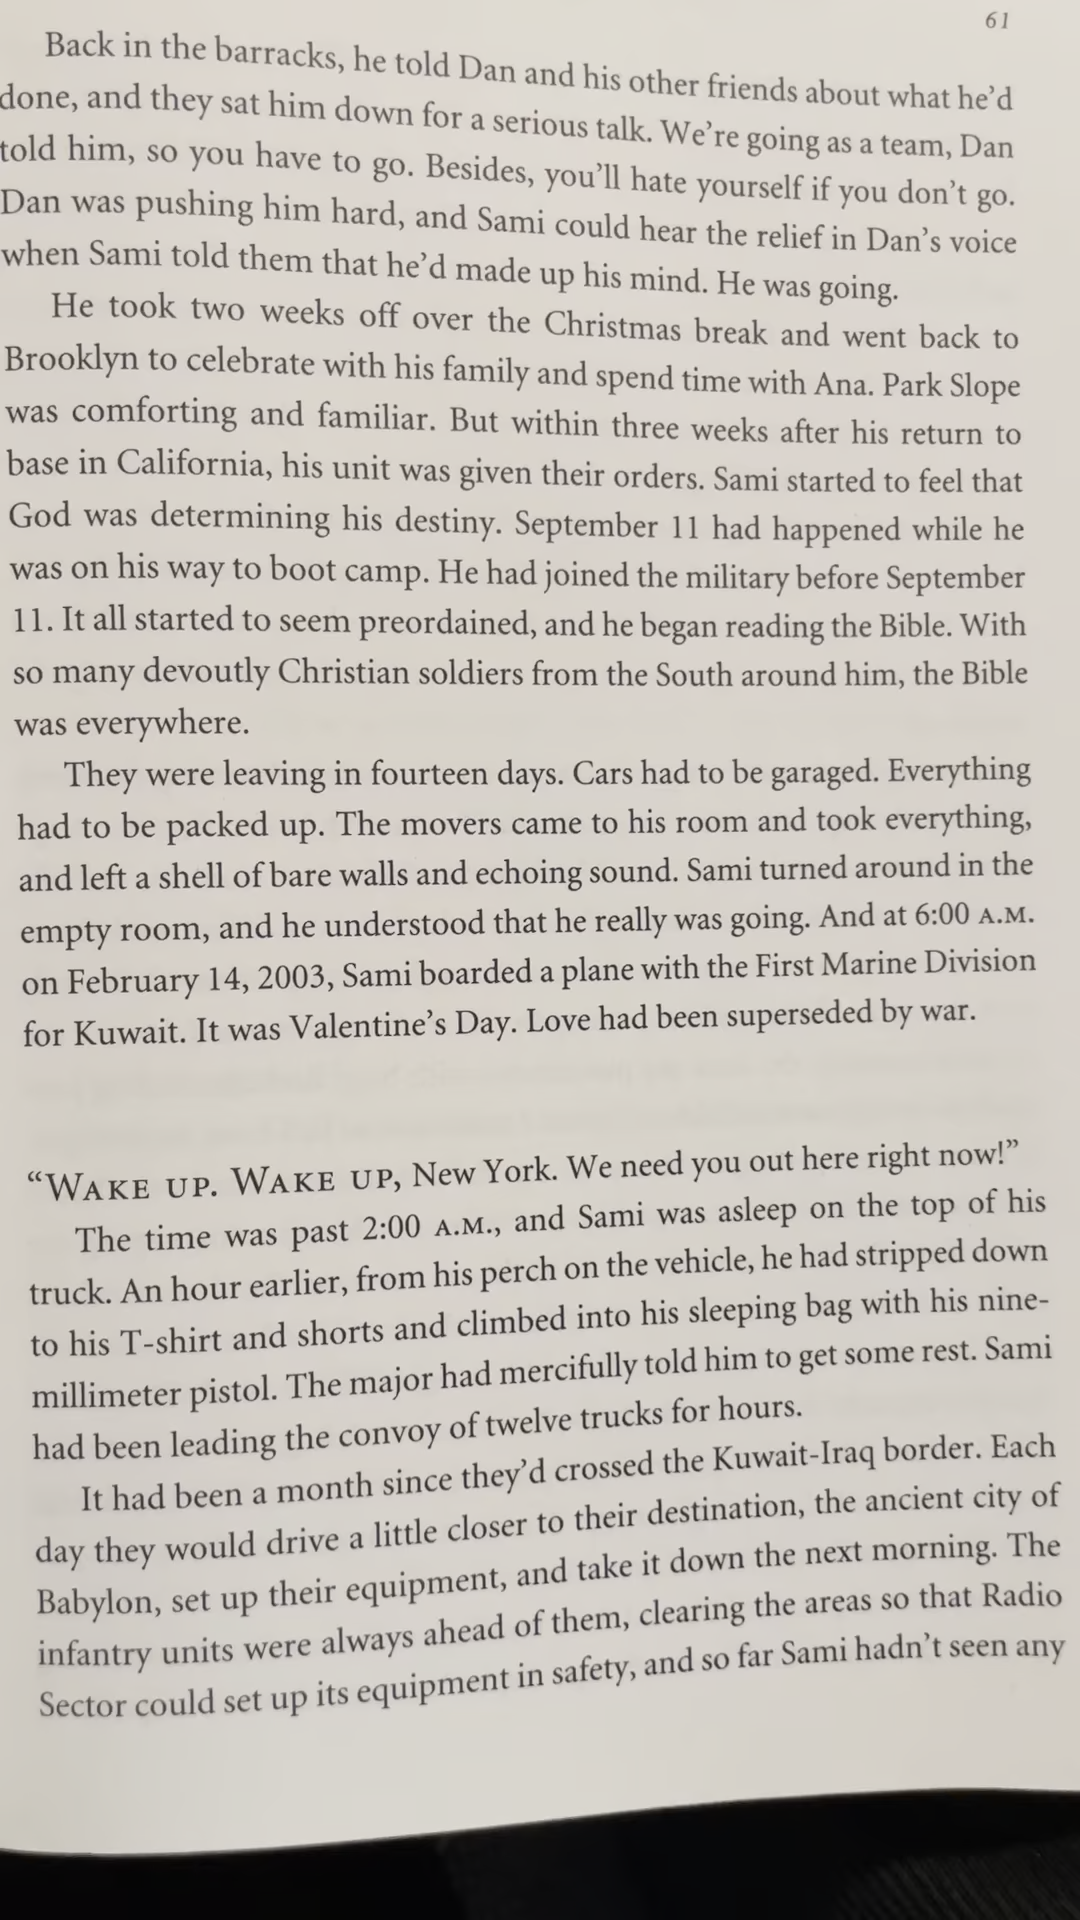 61
Back in the barracks, he told Dan and his other friends about what he’d
done, and they sat him down for a serious talk. We’re going as a team, Dan
told him, so you have to go. Besides, you’ll hate yourself if you don’t go.
Dan was pushing him hard, and Sami could hear the relief in Dan’s voice
when Sami told them that he’d made up his mind. He was going.
He took two weeks off over the Christmas break and went back to
Brooklyn to celebrate with his family and spend time with Ana. Park Slope
was comforting and familiar. But within three weeks after his return to
base in California, his unit was given their orders. Sami started to feel that
God was determining his destiny. September 11 had happened while he
was on his way to boot camp. He had joined the military before September
11. It all started to seem preordained, and he began reading the Bible. With
so many devoutly Christian soldiers from the South around him, the Bible
was everywhere.
They were leaving in fourteen days. Cars had to be garaged. Everything
had to be packed up. The movers came to his room and took everything,
and left a shell of bare walls and echoing sound. Sami turned around in the
empty room, and he understood that he really was going. And at 6:00 A.M.
on February 14, 2003, Sami boarded a plane with the First Marine Division
for Kuwait. It was Valentine’s Day. Love had been superseded by war.
“WAKE UP. WAKE UP, New York. We need you out here right now!”
The time was past 2:00 A.M., and Sami was asleep on the top of his
truck. An hour earlier, from his perch on the vehicle, he had stripped down
to his T-shirt and shorts and climbed into his sleeping bag with his nine-
millimeter pistol. The major had mercifully told him to get some rest. Sami
had been leading the convoy of twelve trucks for hours.
It had been a month since they’d crossed the Kuwait-Iraq border. Each
day they would drive a little closer to their destination, the ancient city of
Babylon, set up their equipment, and take it down the next morning. The
infantry units were always ahead of them, clearing the areas so that Radio
Sector could set up its equipment in safety, and so far Sami hadn’t seen any